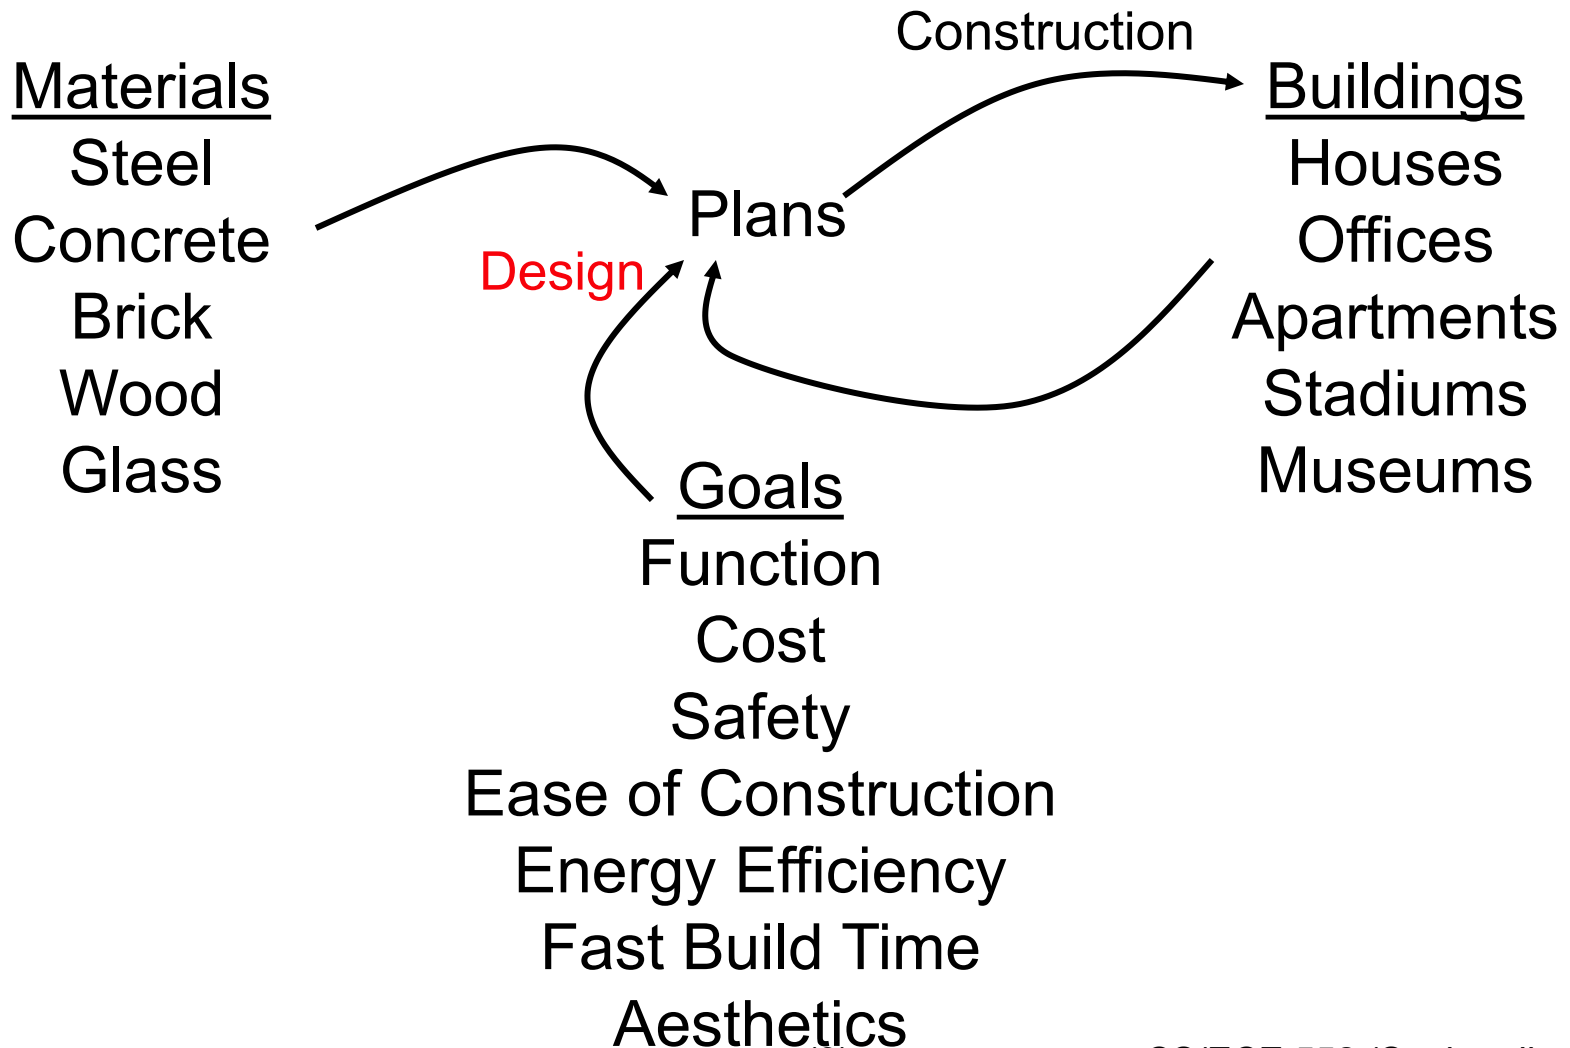 Construction
Materials
Steel
Concrete
Brick
Wood
Glass
Plans
Design
Buildings
Houses
Offices
Apartments
Stadiums
Museums
Goals
Function
Cost
Safety
Ease of Construction
Energy Efficiency
Fast Build Time
Aesthetics